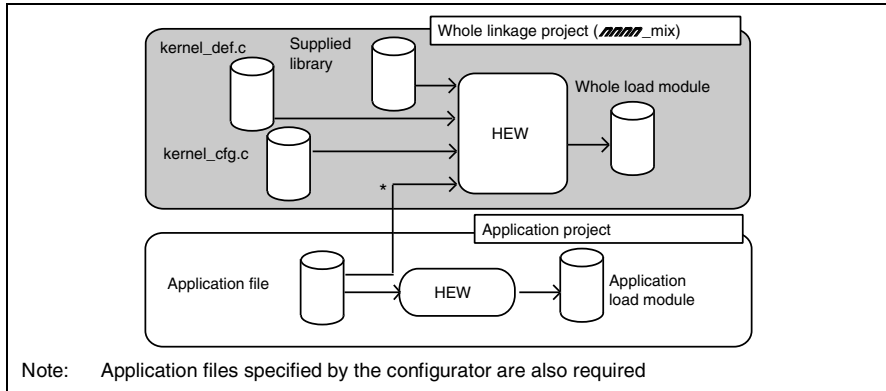 Whole linkage project (nnnn_mix)
kernel_def.c
Supplied
library
Whole load module
HEW
kernel_cfg.c
*
Application project
Application file
HEW
Application
load module
Note: Application files specified by the configurator are also required